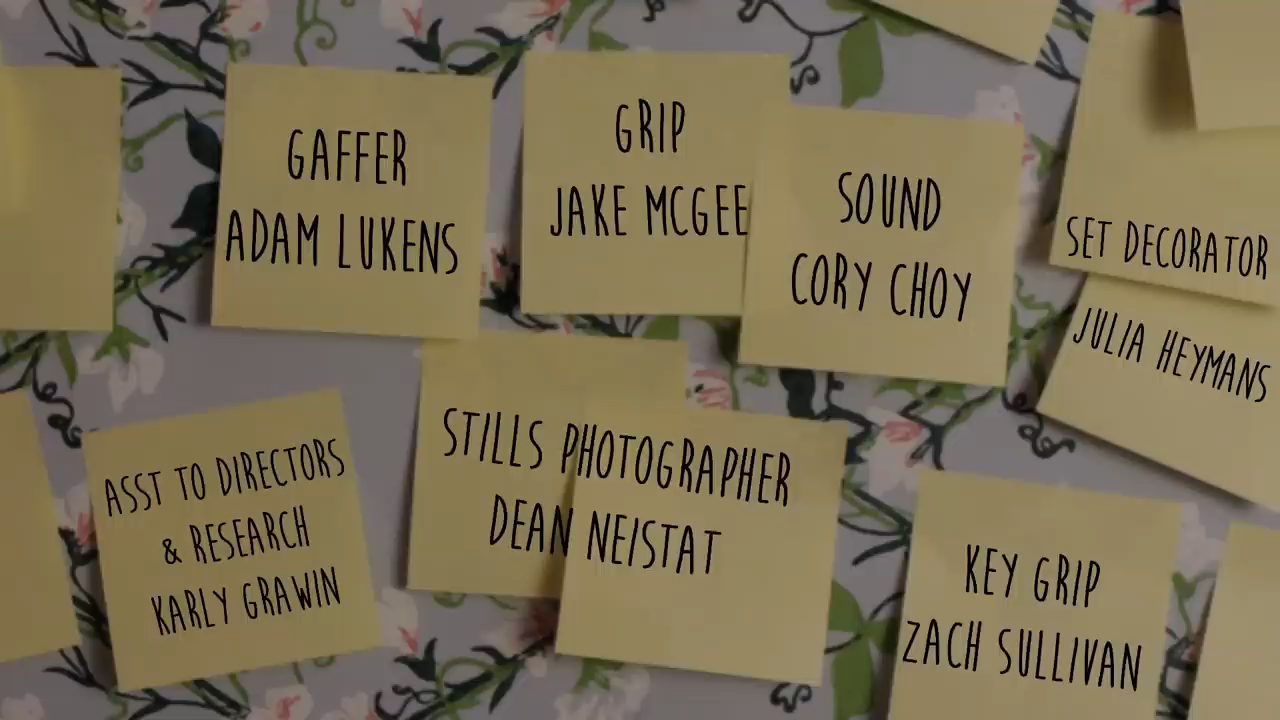 GAFFER
ADAM LUKENS
GRIP
JAKE MCGEE
SOUND
CORY CHOY
SET DECORATOR
JULIA HEYMANS
ASST TO DIRECTORS
& RESEARCH
KARLY GRAWIN
STILLS PHOTOGRAPHER
DEAN NEISTAT
KEY GRIP
ZACH SULLIVAN